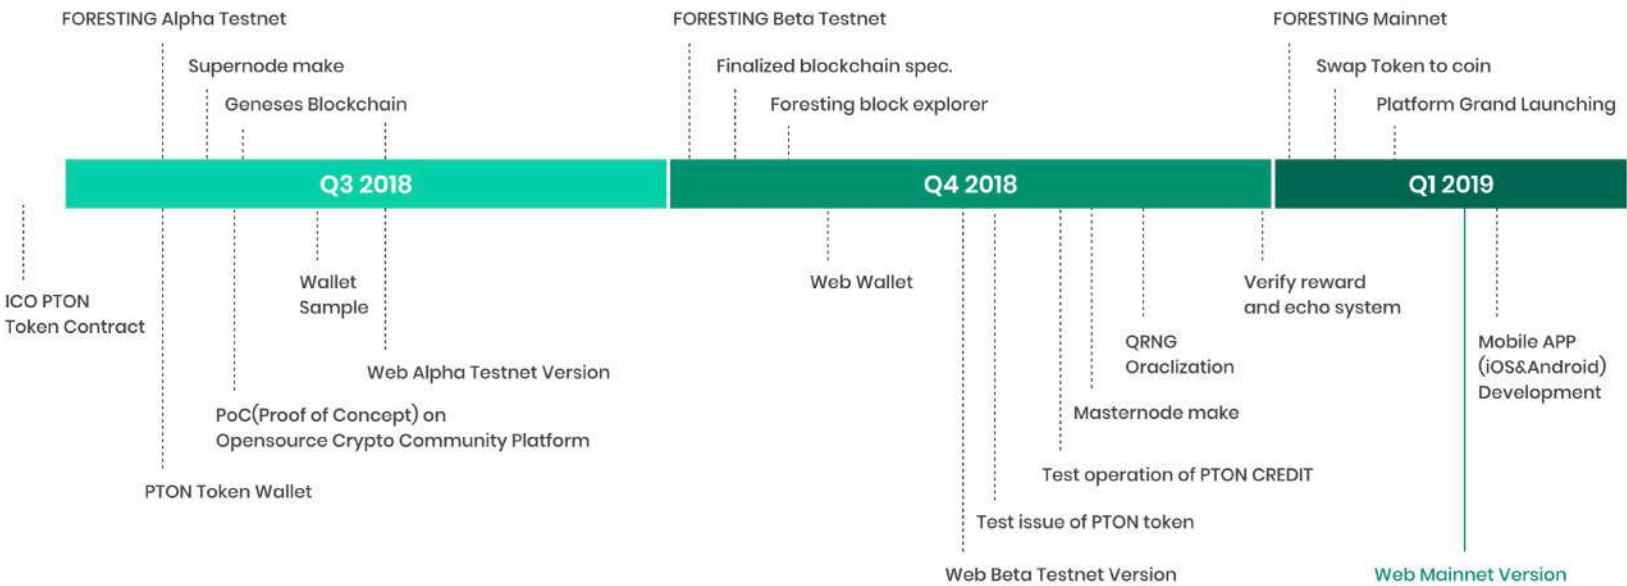 FORESTING Alpha Testnet
FORESTING Beta Testnet
FORESTING Mainnet
Supernode make
Finalized blockchain spec.
Swap Token to coin
Geneses Blockchain
Foresting block explorer
Platform Grand Launching
Q3 2018
Q4 2018
Q1 2019
ICO PTON
Token Contract
Wallet
Sample
Web Wallet
Verify reward
and echo system
QRNG
Oraclization
Mobile APP
(iOS&Android)
Development
Web Alpha Testnet Version
PoC(Proof of Concept) on
Opensource Crypto Community Platform
Masternode make
PTON Token Wallet
Test operation of PTON CREDIT
Test issue of PTON token
Web Beta Testnet Version
Web Mainnet Version